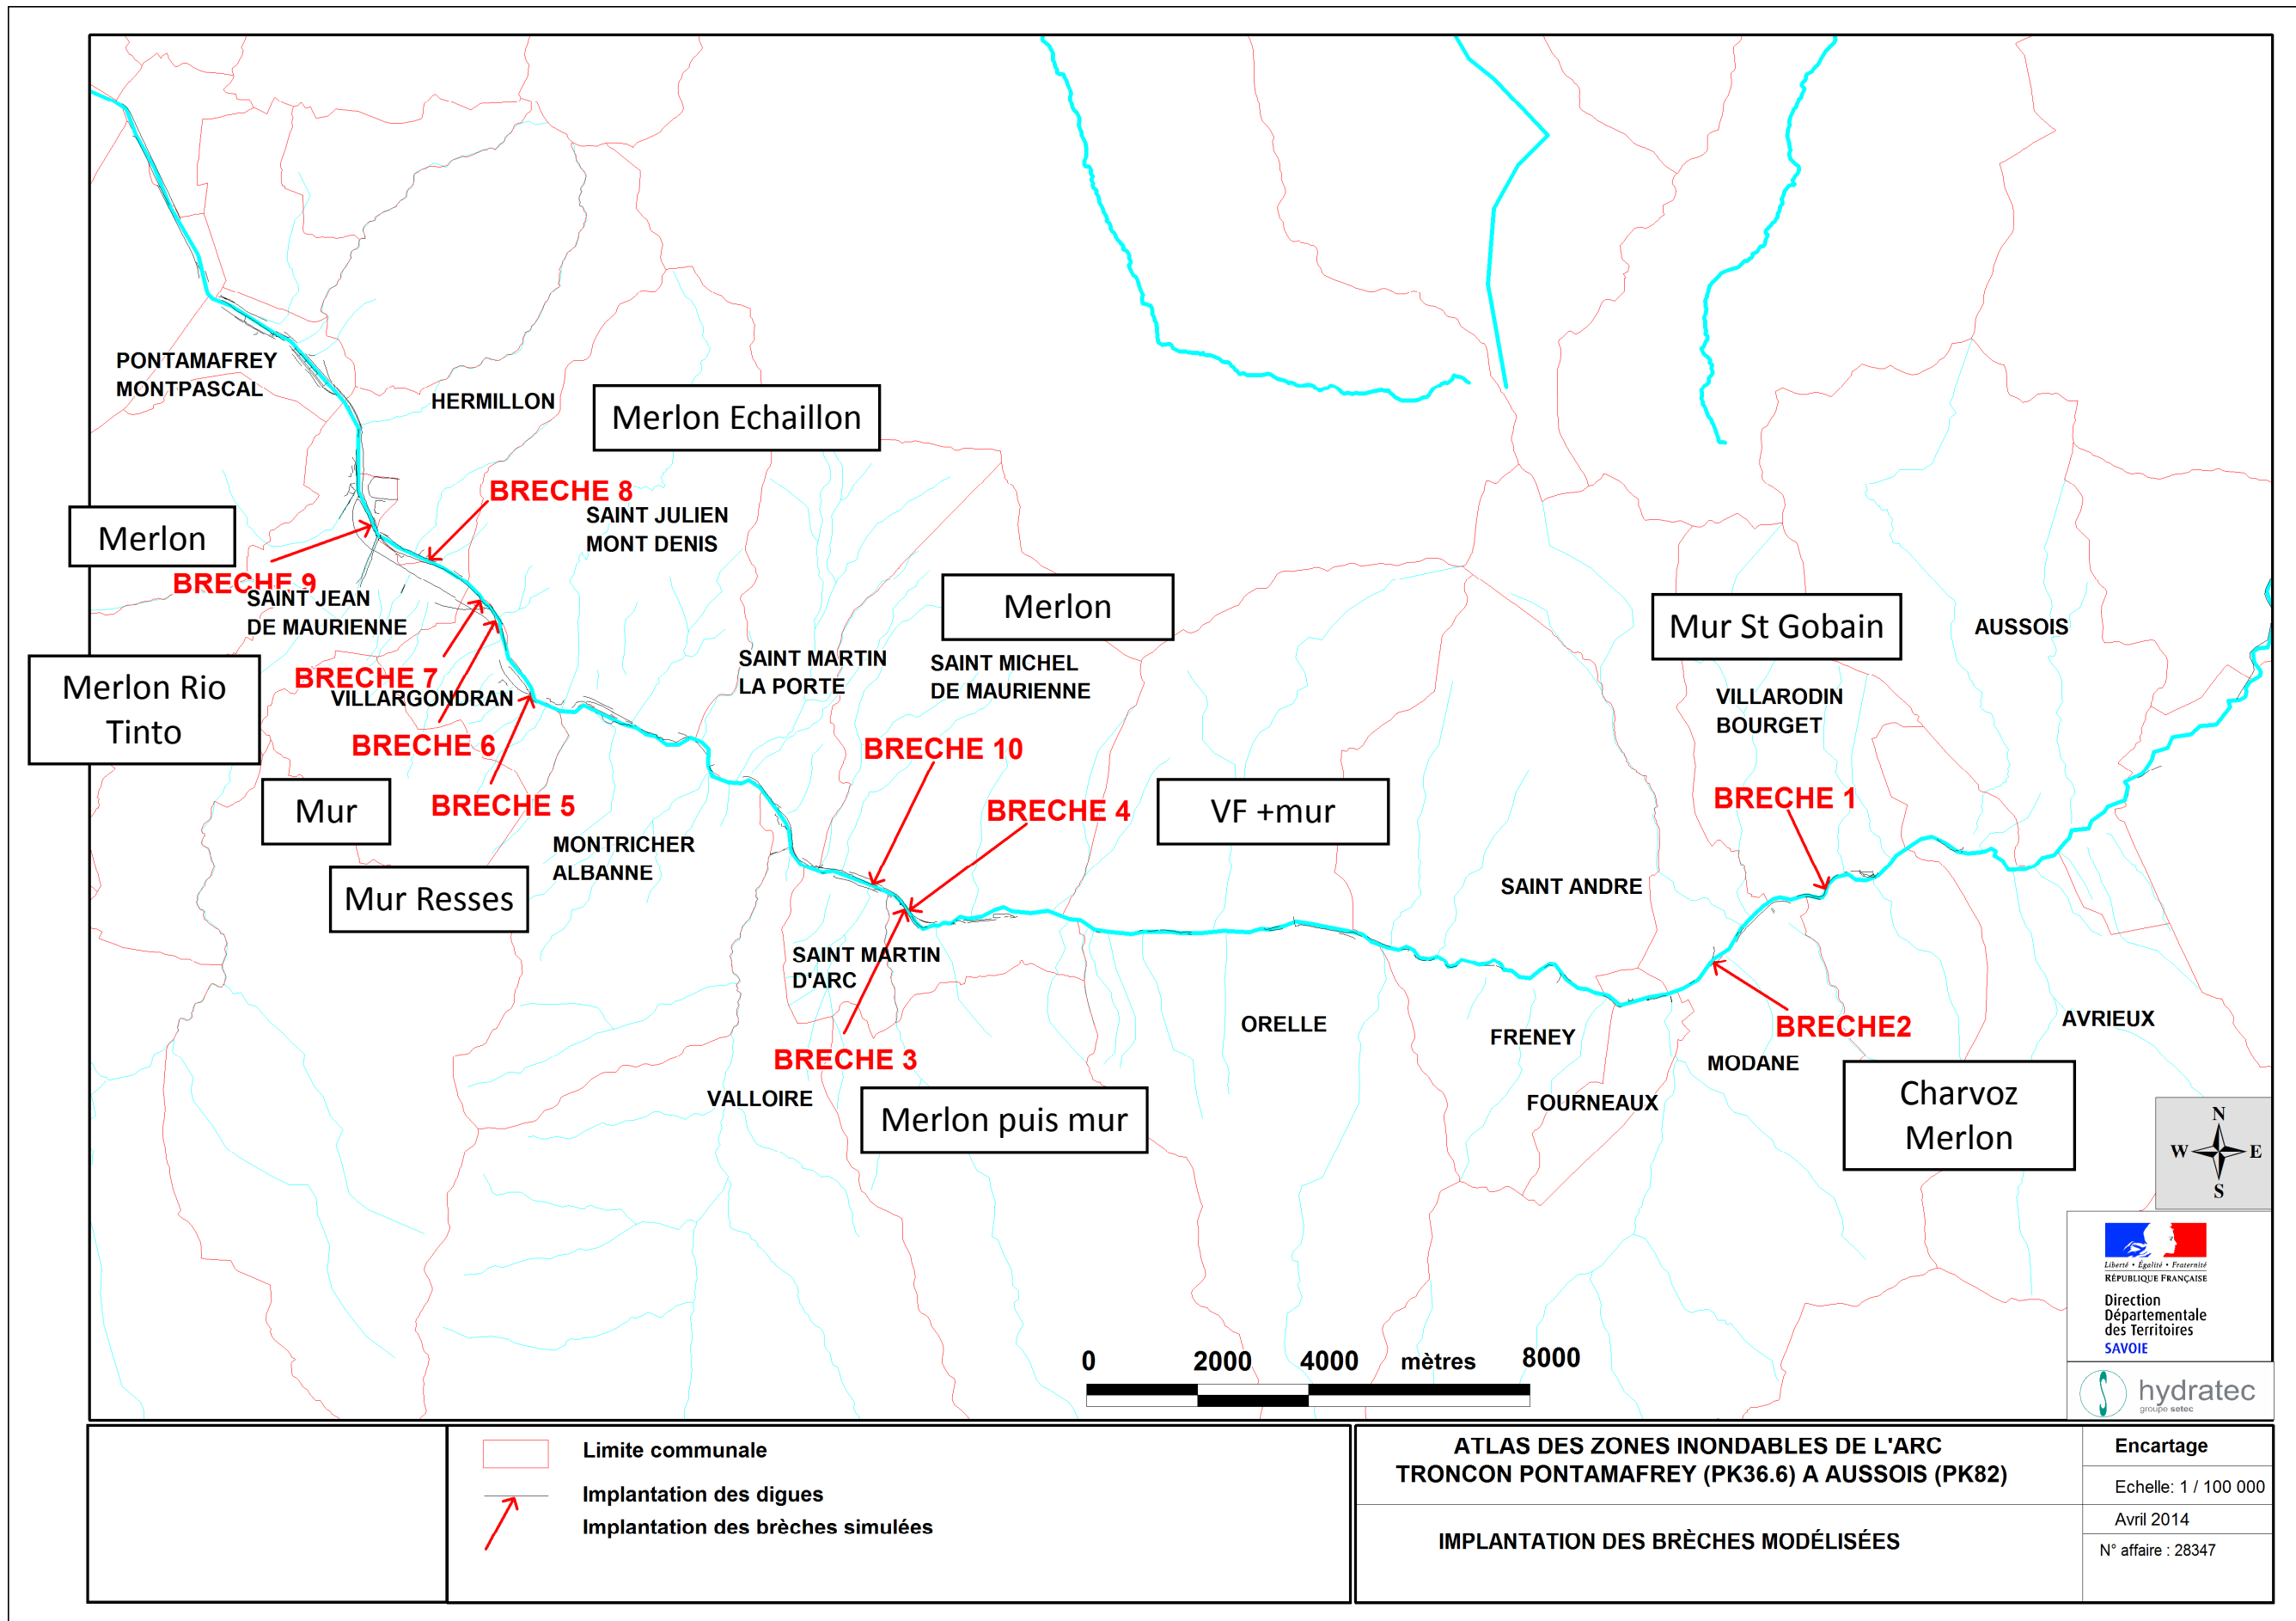 PONTAMAFREY
MONTPASCAL
HERMILLON
Merlon Echaillon
BRECHE 8
SAINT JULIEN
MONT DENIS
Merlon
BRECHE 9
SAINT JEAN
DE MAURIENNE
Merlon
Mur St Gobain
AUSSOIS
Merlon Rio
Tinto
BRECHE 7
VILLARGONDRAN
SAINT MARTIN
LA PORTE
SAINT MICHEL
DE MAURIENNE
VILLARODIN
BOURGET
BRECHE 6
BRECHE 10
Mur
BRECHE 5
BRECHE 4
VF +mur
BRECHE 1
MONTRICHER
ALBANNE
Mur Resses
SAINT ANDRE
SAINT MARTIN
D'ARC
ORELLE
FRENEY
BRECHE2
AVRIEUX
BRECHE 3
MODANE
VALLOIRE
Merlon puis mur
FOURNEAUX
Charvoz
Merlon
N
W E
S
Liberté • Égalité • Fraternité
RÉPUBLIQUE FRANÇAISE
Direction
Départementale
des Territoires
SAVOIE
0 2000 4000 mètres 8000
hydratec
groupe setec
Limite communale
Implantation des digues
Implantation des brèches simulées
ATLAS DES ZONES INONDABLES DE L'ARC
TRONCON PONTAMAFREY (PK36.6) A AUSSOIS (PK82)
IMPLANTATION DES BRÈCHES MODÉLISÉES
Encartage
Echelle: 1 / 100 000
Avril 2014
N° affaire : 28347